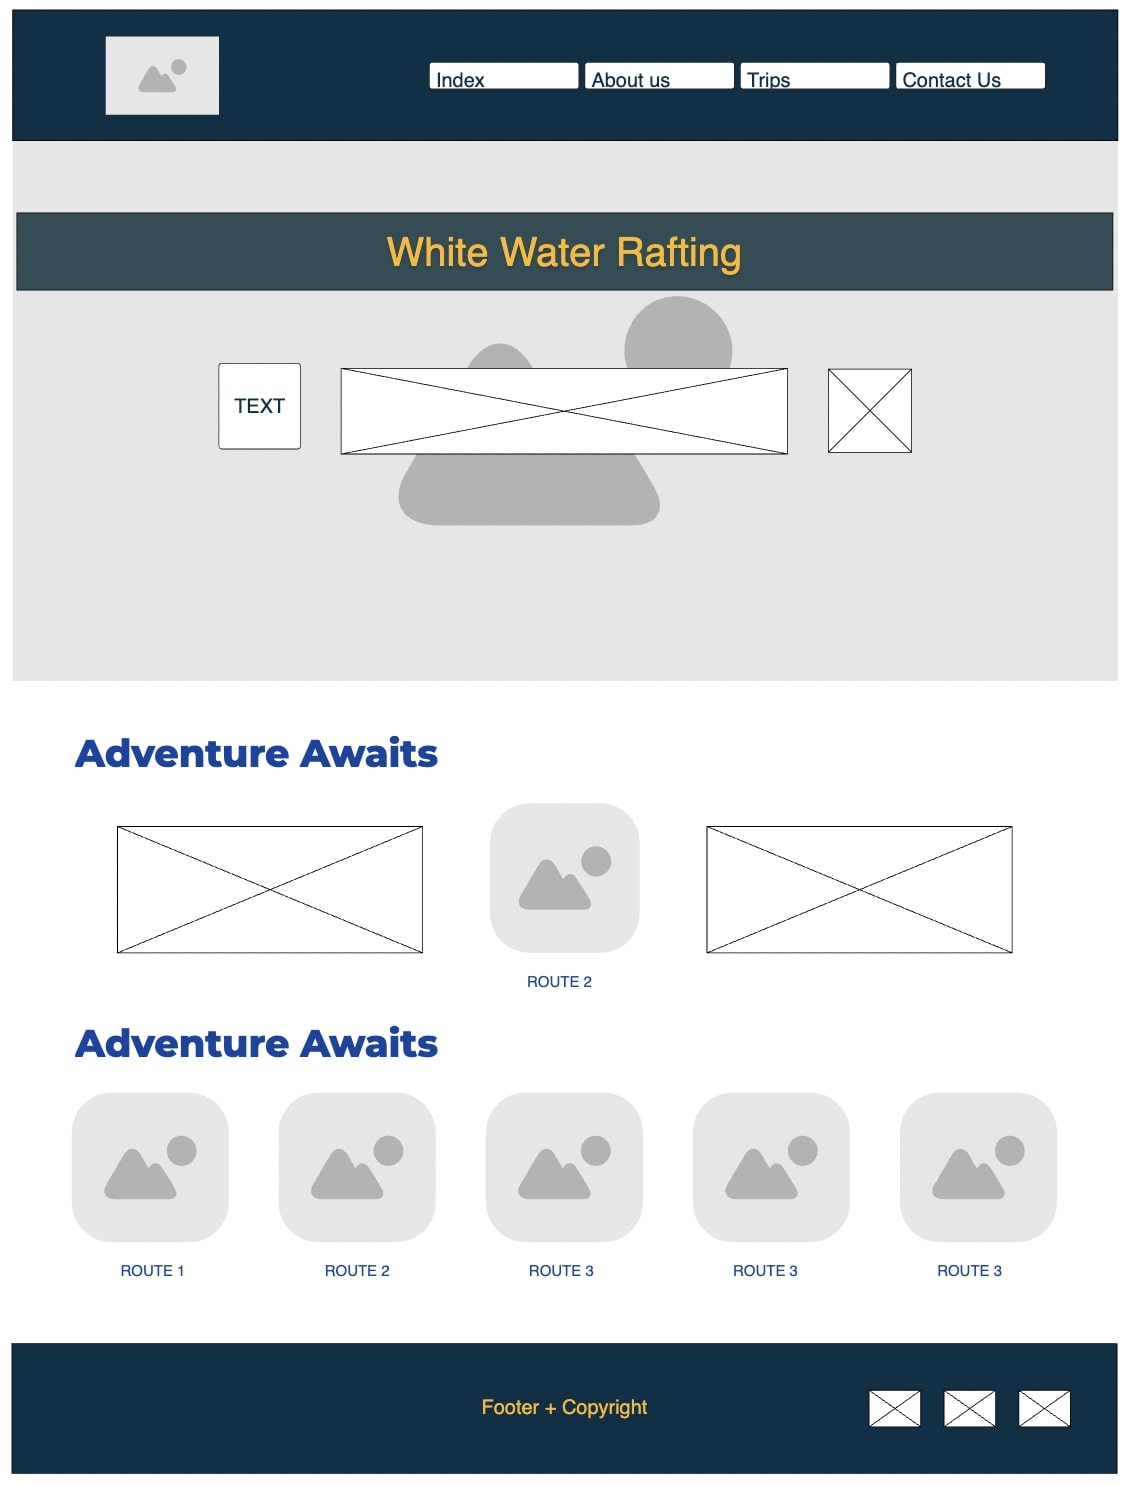 Index
About us
Trips
Contact Us
White Water Rafting
TEXT
Adventure Awaits
ROUTE 2
Adventure Awaits
ROUTE 1
ROUTE 2
ROUTE 3
ROUTE 3
ROUTE 3
Footer + Copyright